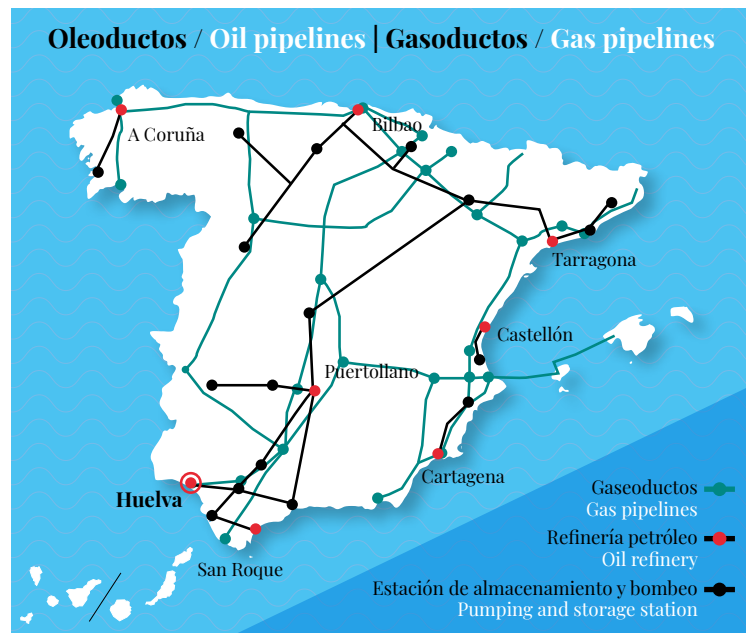 Oleoductos / Oil pipelines | Gasoductos / Gas pipelines
A Coruña
Bilbao
Tarragona
Castellón
Puertollano
Cartagena
Huelva
San Roque
Gaseoductos
Gas pipelines
Refinería petróleo
Oil refinery
Estación de almacenamiento y bombeo
Pumping and storage station